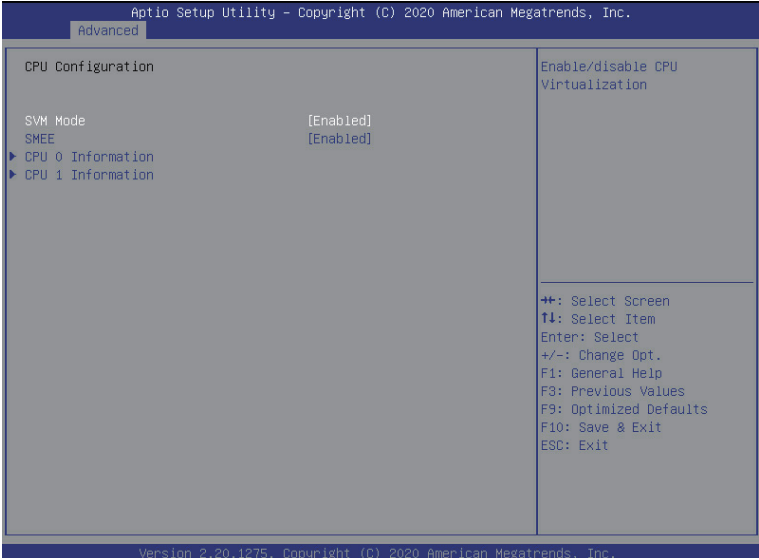 Aptio Setup Utility – Copyright (C) 2020 American Megatrends, Inc.
Advanced
CPU Configuration
SVM Mode [Enabled]
SMEE [Enabled]
CPU 0 Information
CPU 1 Information
Enable/disable CPU
Virtualization
→←: Select Screen
↑↓: Select Item
Enter: Select
+/-: Change Opt.
F1: General Help
F3: Previous Values
F9: Optimized Defaults
F10: Save & Exit
ESC: Exit
Version 2.20.1275. Copyright (C) 2020 American Megatrends, Inc.